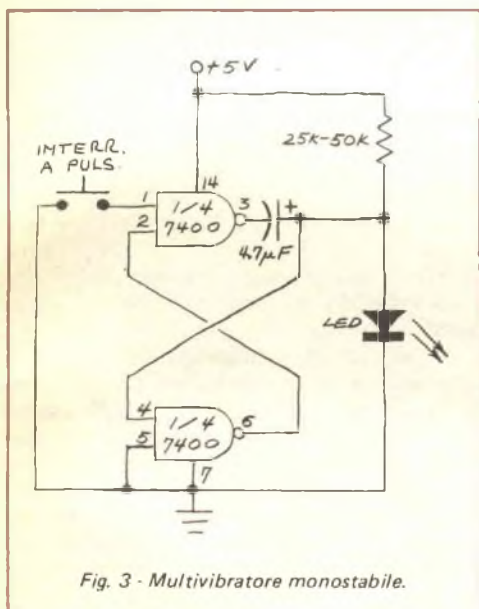 +5V
25K-50K
INTERR.
A PULS.
14
1
2
3
+
1/4
7400
4.7µF
LED
4
5
6
1/4
7400
7
Fig. 3 - Multivibratore monostabile.